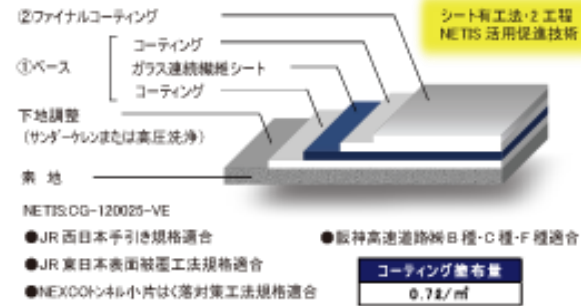 ②ファイナルコーティング
シート有工法・2工程
NETIS 活用促進技術
①ベース
コーティング
ガラス連続繊維シート
コーティング
下地調整
(サンダーケレンまたは高圧洗浄)
素 地
NETIS:CG-120025-VE
●JR西日本手引き規格適合
●阪神高速道路㈱B種・C種・F種適合
●JR東日本表面被覆工法規格適合
●NEXCOトンネル小片はく落対策工法規格適合
コーティング塗布量
0.7ℓ/㎡